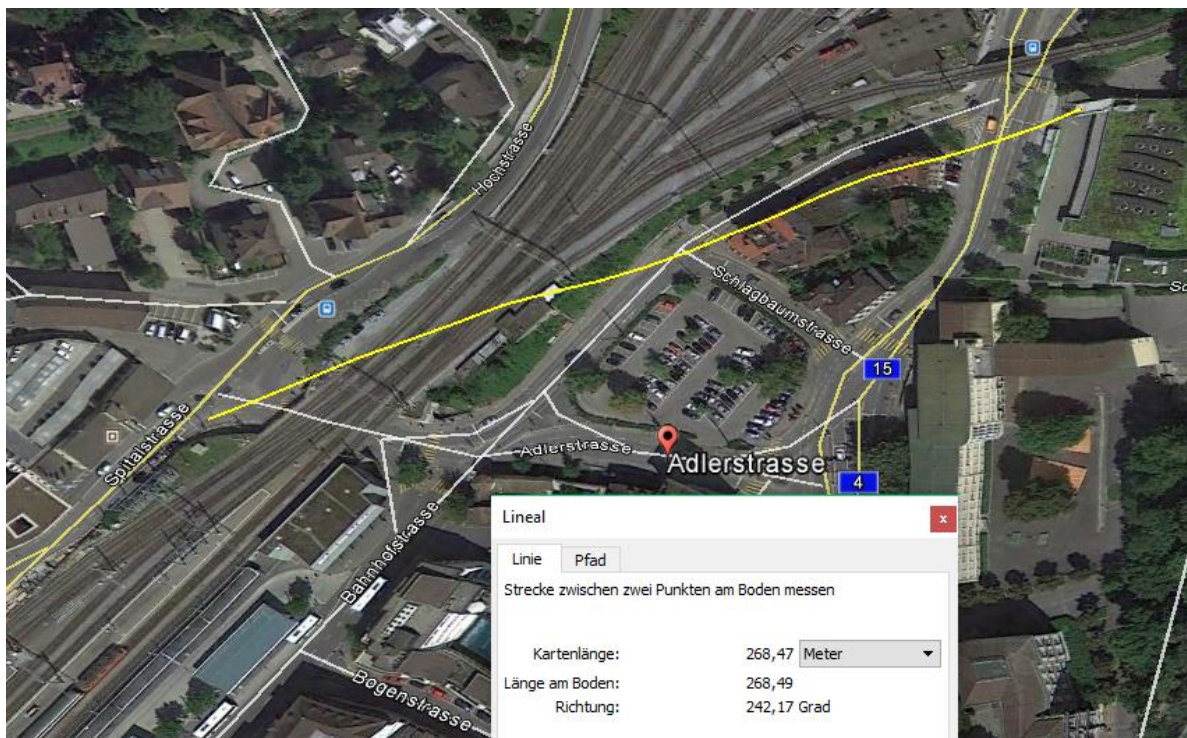 Hochstrasse
Schlagbaumstrasse
15
Spitalstrasse
Adlerstrasse
Adlerstrasse
4
Bahnhofstrasse
Bogenstrasse
Lineal
x
Linie Pfad
Strecke zwischen zwei Punkten am Boden messen
Kartenlänge: 268,47 Meter
Länge am Boden: 268,49
Richtung: 242,17 Grad